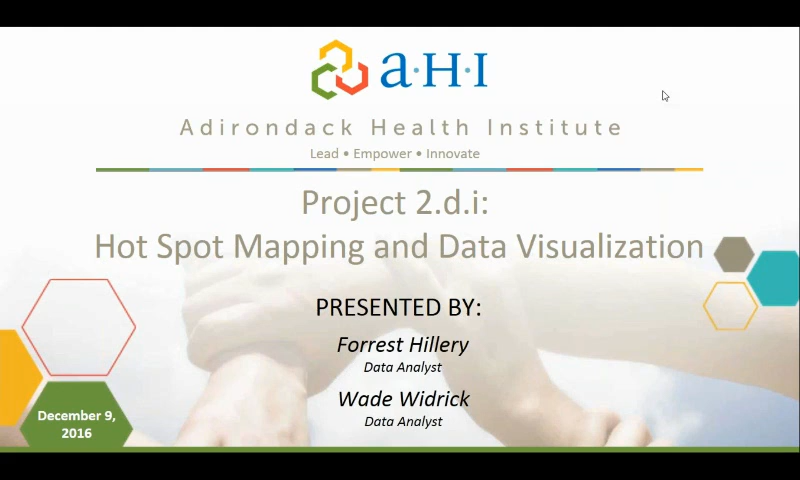 a·H·I
Adirondack Health Institute
Lead • Empower • Innovate
Project 2.d.i:
Hot Spot Mapping and Data Visualization
PRESENTED BY:
Forrest Hillery
Data Analyst
Wade Widrick
Data Analyst
December 9,
2016